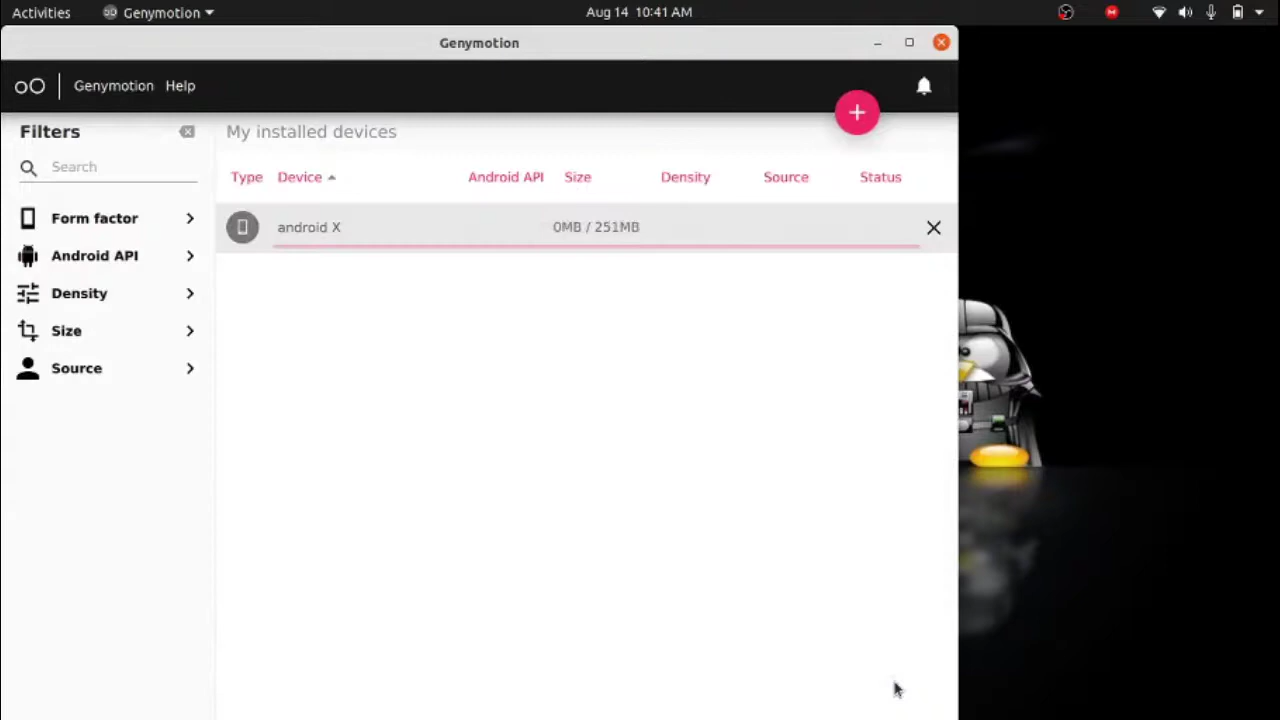 Activities Genymotion Aug 14 10:41 AM
Genymotion
Genymotion Help
Filters My installed devices
Search
Type Device Android API Size Density Source Status
Form factor
android X 0MB / 251MB
Android API
Density
Size
Source